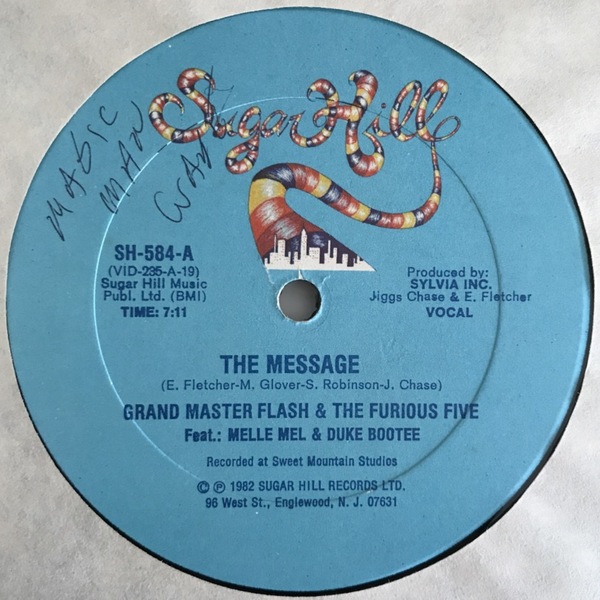 Sugar Hill
MAGIC
MAN
SH-584-A
(VID-235-A-19)
Sugar Hill Music
Publ. Ltd. (BMI)
TIME: 7:11
Produced by:
SYLVIA INC.
Jiggs Chase & E. Fletcher
VOCAL
THE MESSAGE
(E. Fletcher-M. Glover-S. Robinson-J. Chase)
GRAND MASTER FLASH & THE FURIOUS FIVE
Feat.: MELLE MEL & DUKE BOOTEE
Recorded at Sweet Mountain Studios
© ℗ 1982 SUGAR HILL RECORDS LTD.
96 West St., Englewood, N. J. 07631